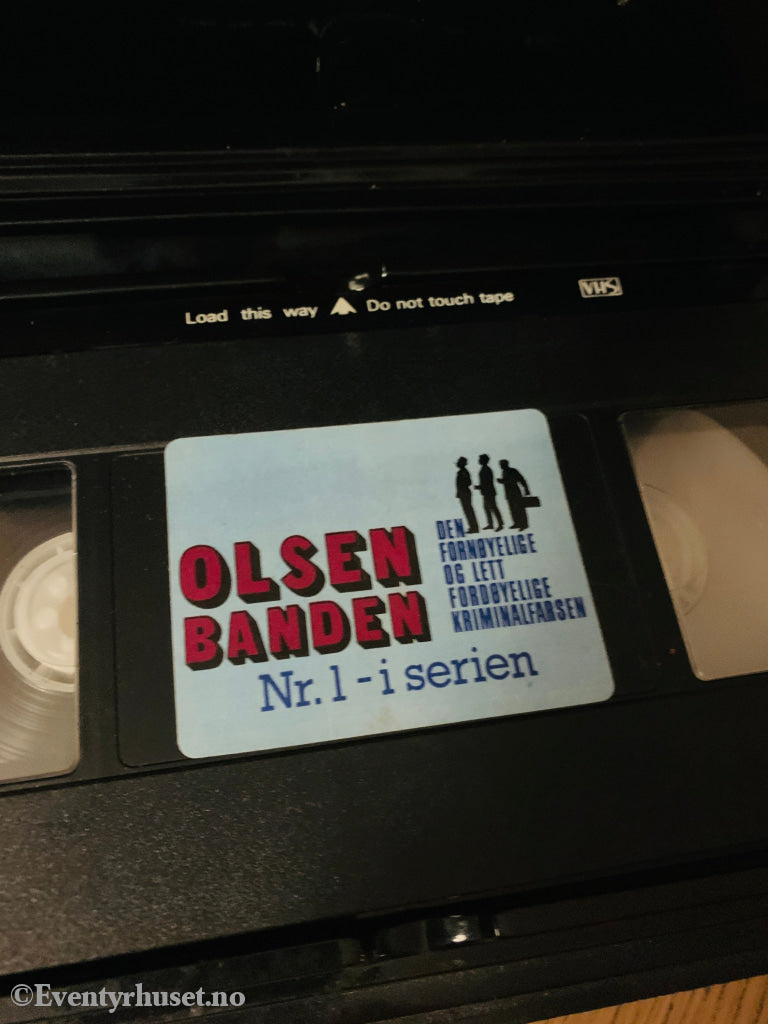 Load this way Do not touch tape
VHS
OLSEN
BANDEN
DEN
FORNØYELIGE
OG LETT
FORDØYELIGE
KRIMINALFARSEN
Nr. 1 - i serien
©Eventyrhuset.no